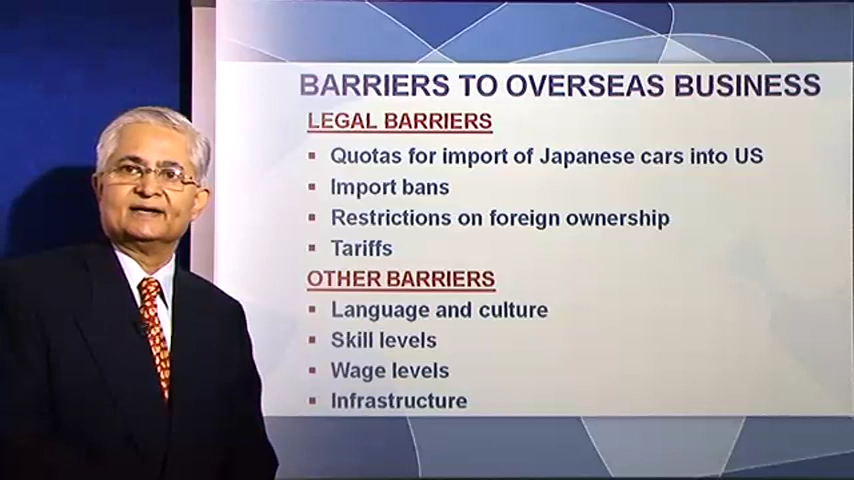 BARRIERS TO OVERSEAS BUSINESS
LEGAL BARRIERS
▪ Quotas for import of Japanese cars into US
▪ Import bans
▪ Restrictions on foreign ownership
▪ Tariffs
OTHER BARRIERS
▪ Language and culture
▪ Skill levels
▪ Wage levels
▪ Infrastructure